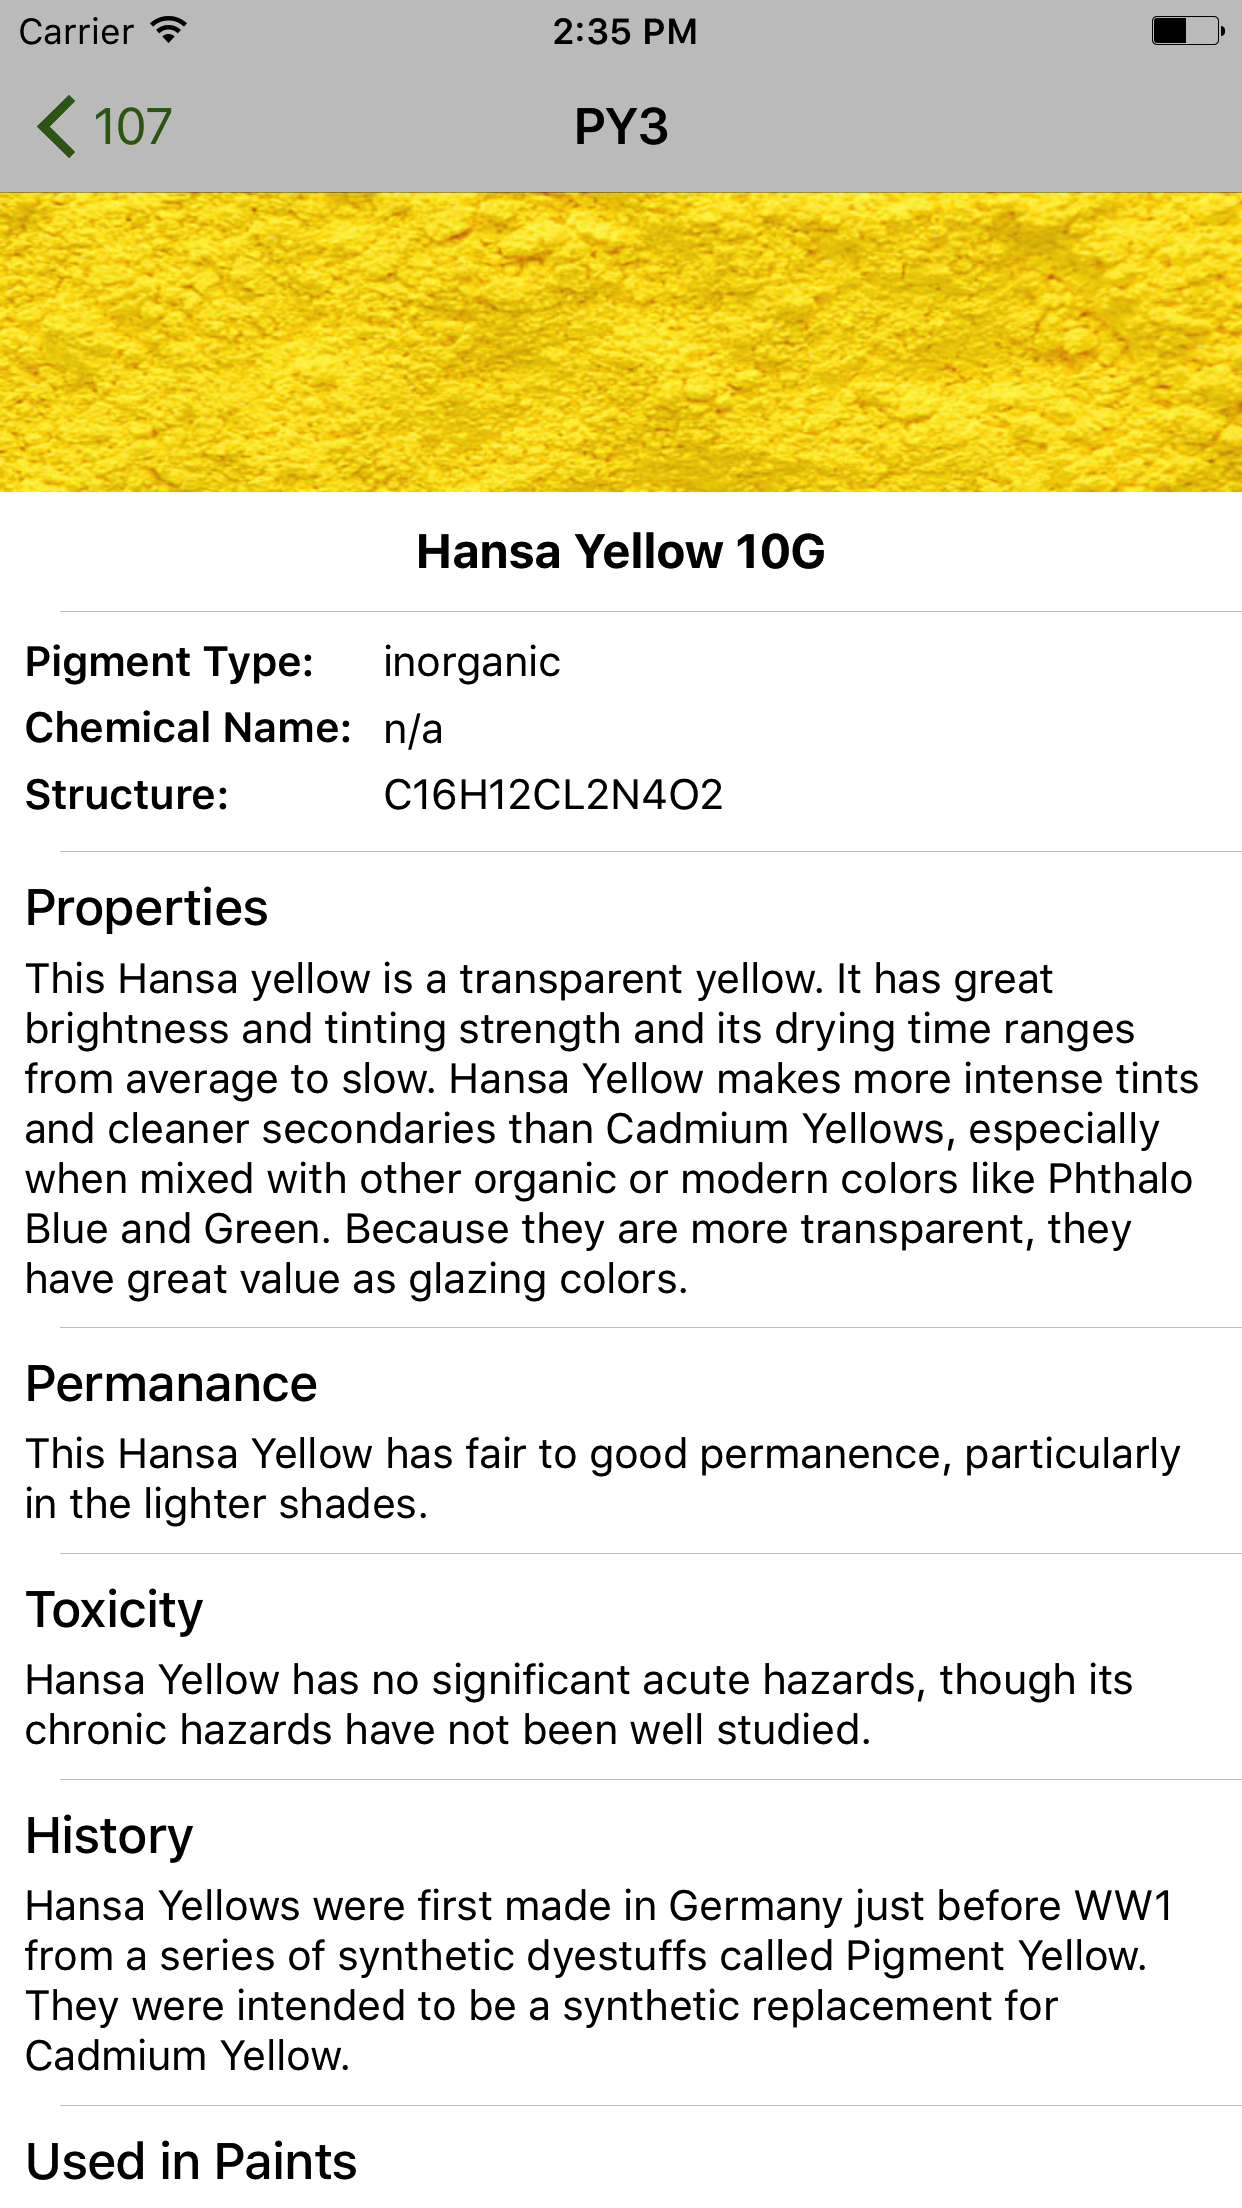 Carrier 2:35 PM
107 PY3
Hansa Yellow 10G
Pigment Type: inorganic
Chemical Name: n/a
Structure: C16H12CL2N4O2
Properties
This Hansa yellow is a transparent yellow. It has great
brightness and tinting strength and its drying time ranges
from average to slow. Hansa Yellow makes more intense tints
and cleaner secondaries than Cadmium Yellows, especially
when mixed with other organic or modern colors like Phthalo
Blue and Green. Because they are more transparent, they
have great value as glazing colors.
Permanance
This Hansa Yellow has fair to good permanence, particularly
in the lighter shades.
Toxicity
Hansa Yellow has no significant acute hazards, though its
chronic hazards have not been well studied.
History
Hansa Yellows were first made in Germany just before WW1
from a series of synthetic dyestuffs called Pigment Yellow.
They were intended to be a synthetic replacement for
Cadmium Yellow.
Used in Paints